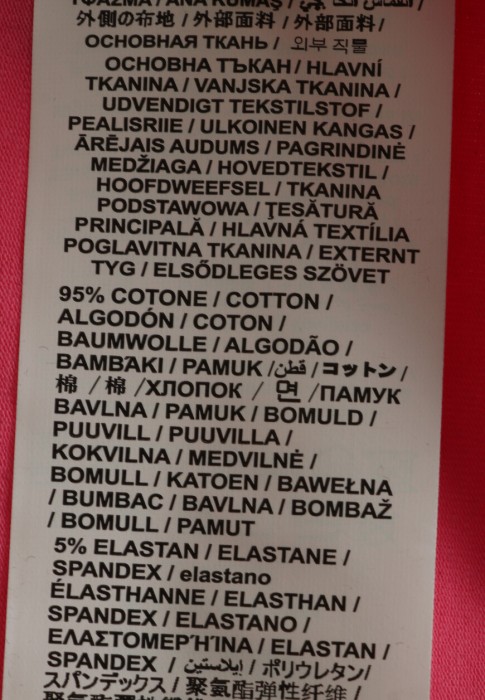 ΥΦΑΣΜΑ / ANA KUMAŞ /
外側の布地 / 外部面料 / 外部面料 /
ОСНОВНАЯ ТКАНЬ / 외부 직물
ОСНОВНА ТЪКАН / HLAVNÍ
TKANINA / VANJSKA TKANINA /
UDVENDIGT TEKSTILSTOF /
PEALISRIIE / ULKOINEN KANGAS /
ĀRĒJAIS AUDUMS / PAGRINDINĖ
MEDŽIAGA / HOVEDTEKSTIL /
HOOFDWEEFSEL / TKANINA
PODSTAWOWA / ŢESĂTURĂ
PRINCIPALĂ / HLAVNÁ TEXTÍLIA
POGLAVITNA TKANINA / EXTERNT
TYG / ELSŐDLEGES SZÖVET
95% COTONE / COTTON /
ALGODÓN / COTON /
BAUMWOLLE / ALGODÃO /
ΒΑΜΒΆΚΙ / PAMUK / قطن / コットン /
棉 / 棉 /ХЛОПОК / 면 /ПАМУК
BAVLNA / PAMUK / BOMULD /
PUUVILL / PUUVILLA /
KOKVILNA / MEDVILNĖ /
BOMULL / KATOEN / BAWEŁNA
/ BUMBAC / BAVLNA / BOMBAŽ
/ BOMULL / PAMUT
5% ELASTAN / ELASTANE /
SPANDEX / elastano
ÉLASTHANNE / ELASTHAN /
SPANDEX / ELASTANO /
ΕΛΑΣΤΟΜΕΡΉΊΝΑ / ELASTAN /
SPANDEX / إيلاستين / ポリウレタン/
スパンデックス / 聚氨酯弹性纤维 /